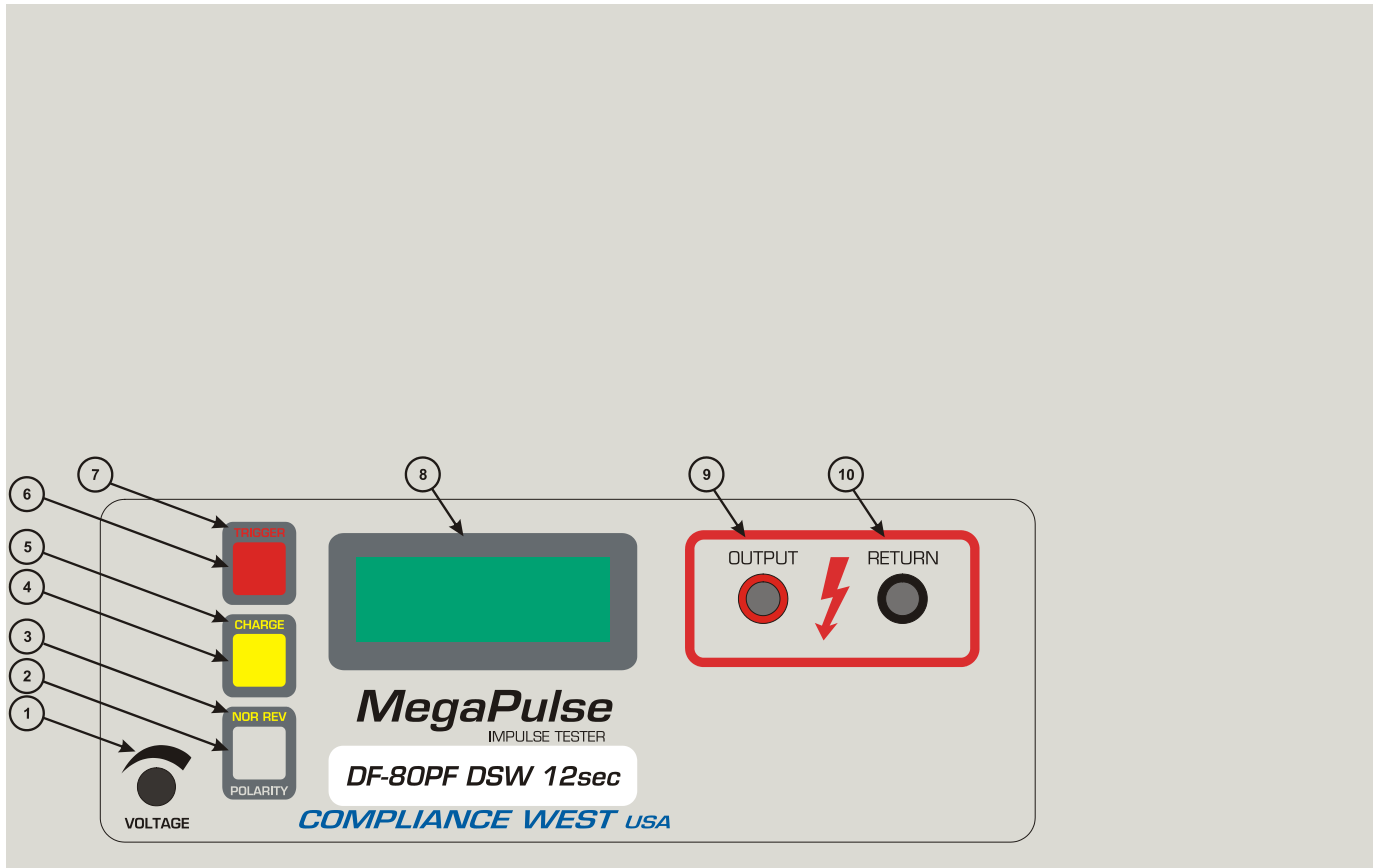 7
8
9
10
6
5
4
3
2
1
TRIGGER
CHARGE
NOR REV
POLARITY
VOLTAGE
OUTPUT
RETURN
MegaPulse
IMPULSE TESTER
DF-80PF DSW 12sec
COMPLIANCE WEST USA